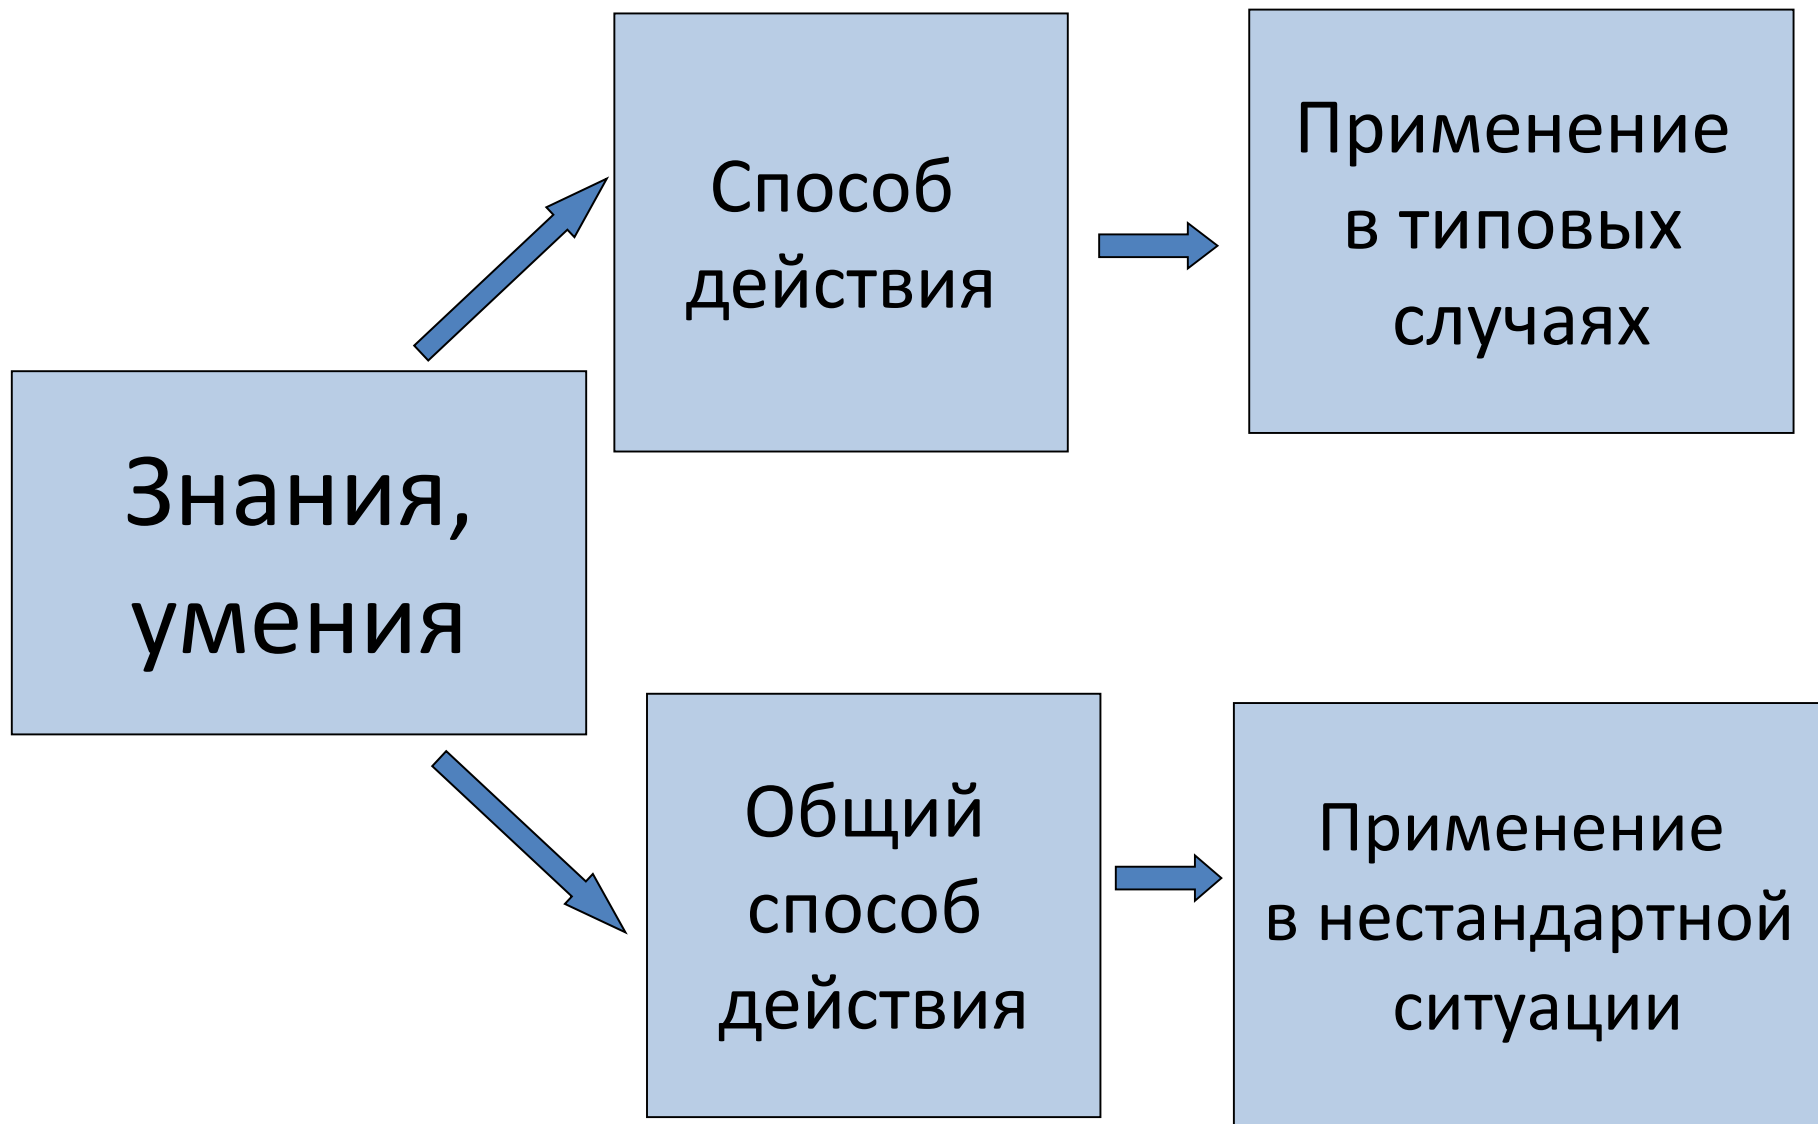 Знания,
умения
Способ
действия
Применение
в типовых
случаях
Общий
способ
действия
Применение
в нестандартной
ситуации